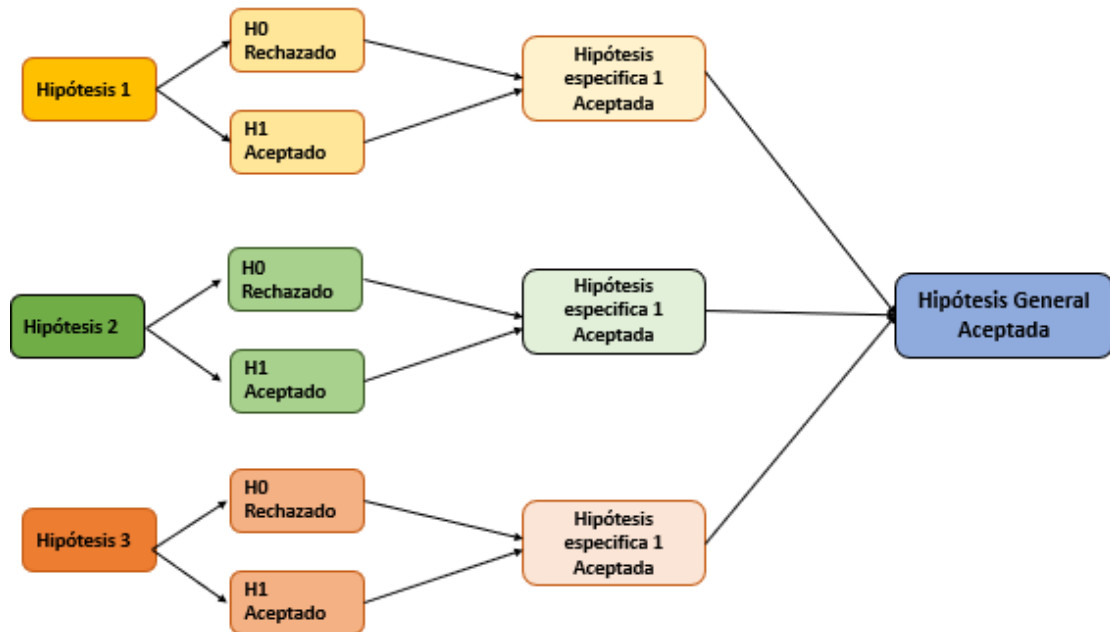 Hipótesis 1
H0
Rechazado
H1
Aceptado
Hipótesis
especifica 1
Aceptada
Hipótesis 2
H0
Rechazado
H1
Aceptado
Hipótesis
especifica 1
Aceptada
Hipótesis 3
H0
Rechazado
H1
Aceptado
Hipótesis
especifica 1
Aceptada
Hipótesis General
Aceptada